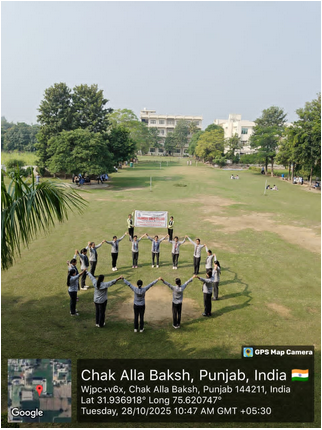 GPS Map Camera
Chak Alla Baksh, Punjab, India
Wjpc+v6x, Chak Alla Baksh, Punjab 144211, India
Lat 31.936918° Long 75.620747°
Tuesday, 28/10/2025 10:47 AM GMT +05:30
Google